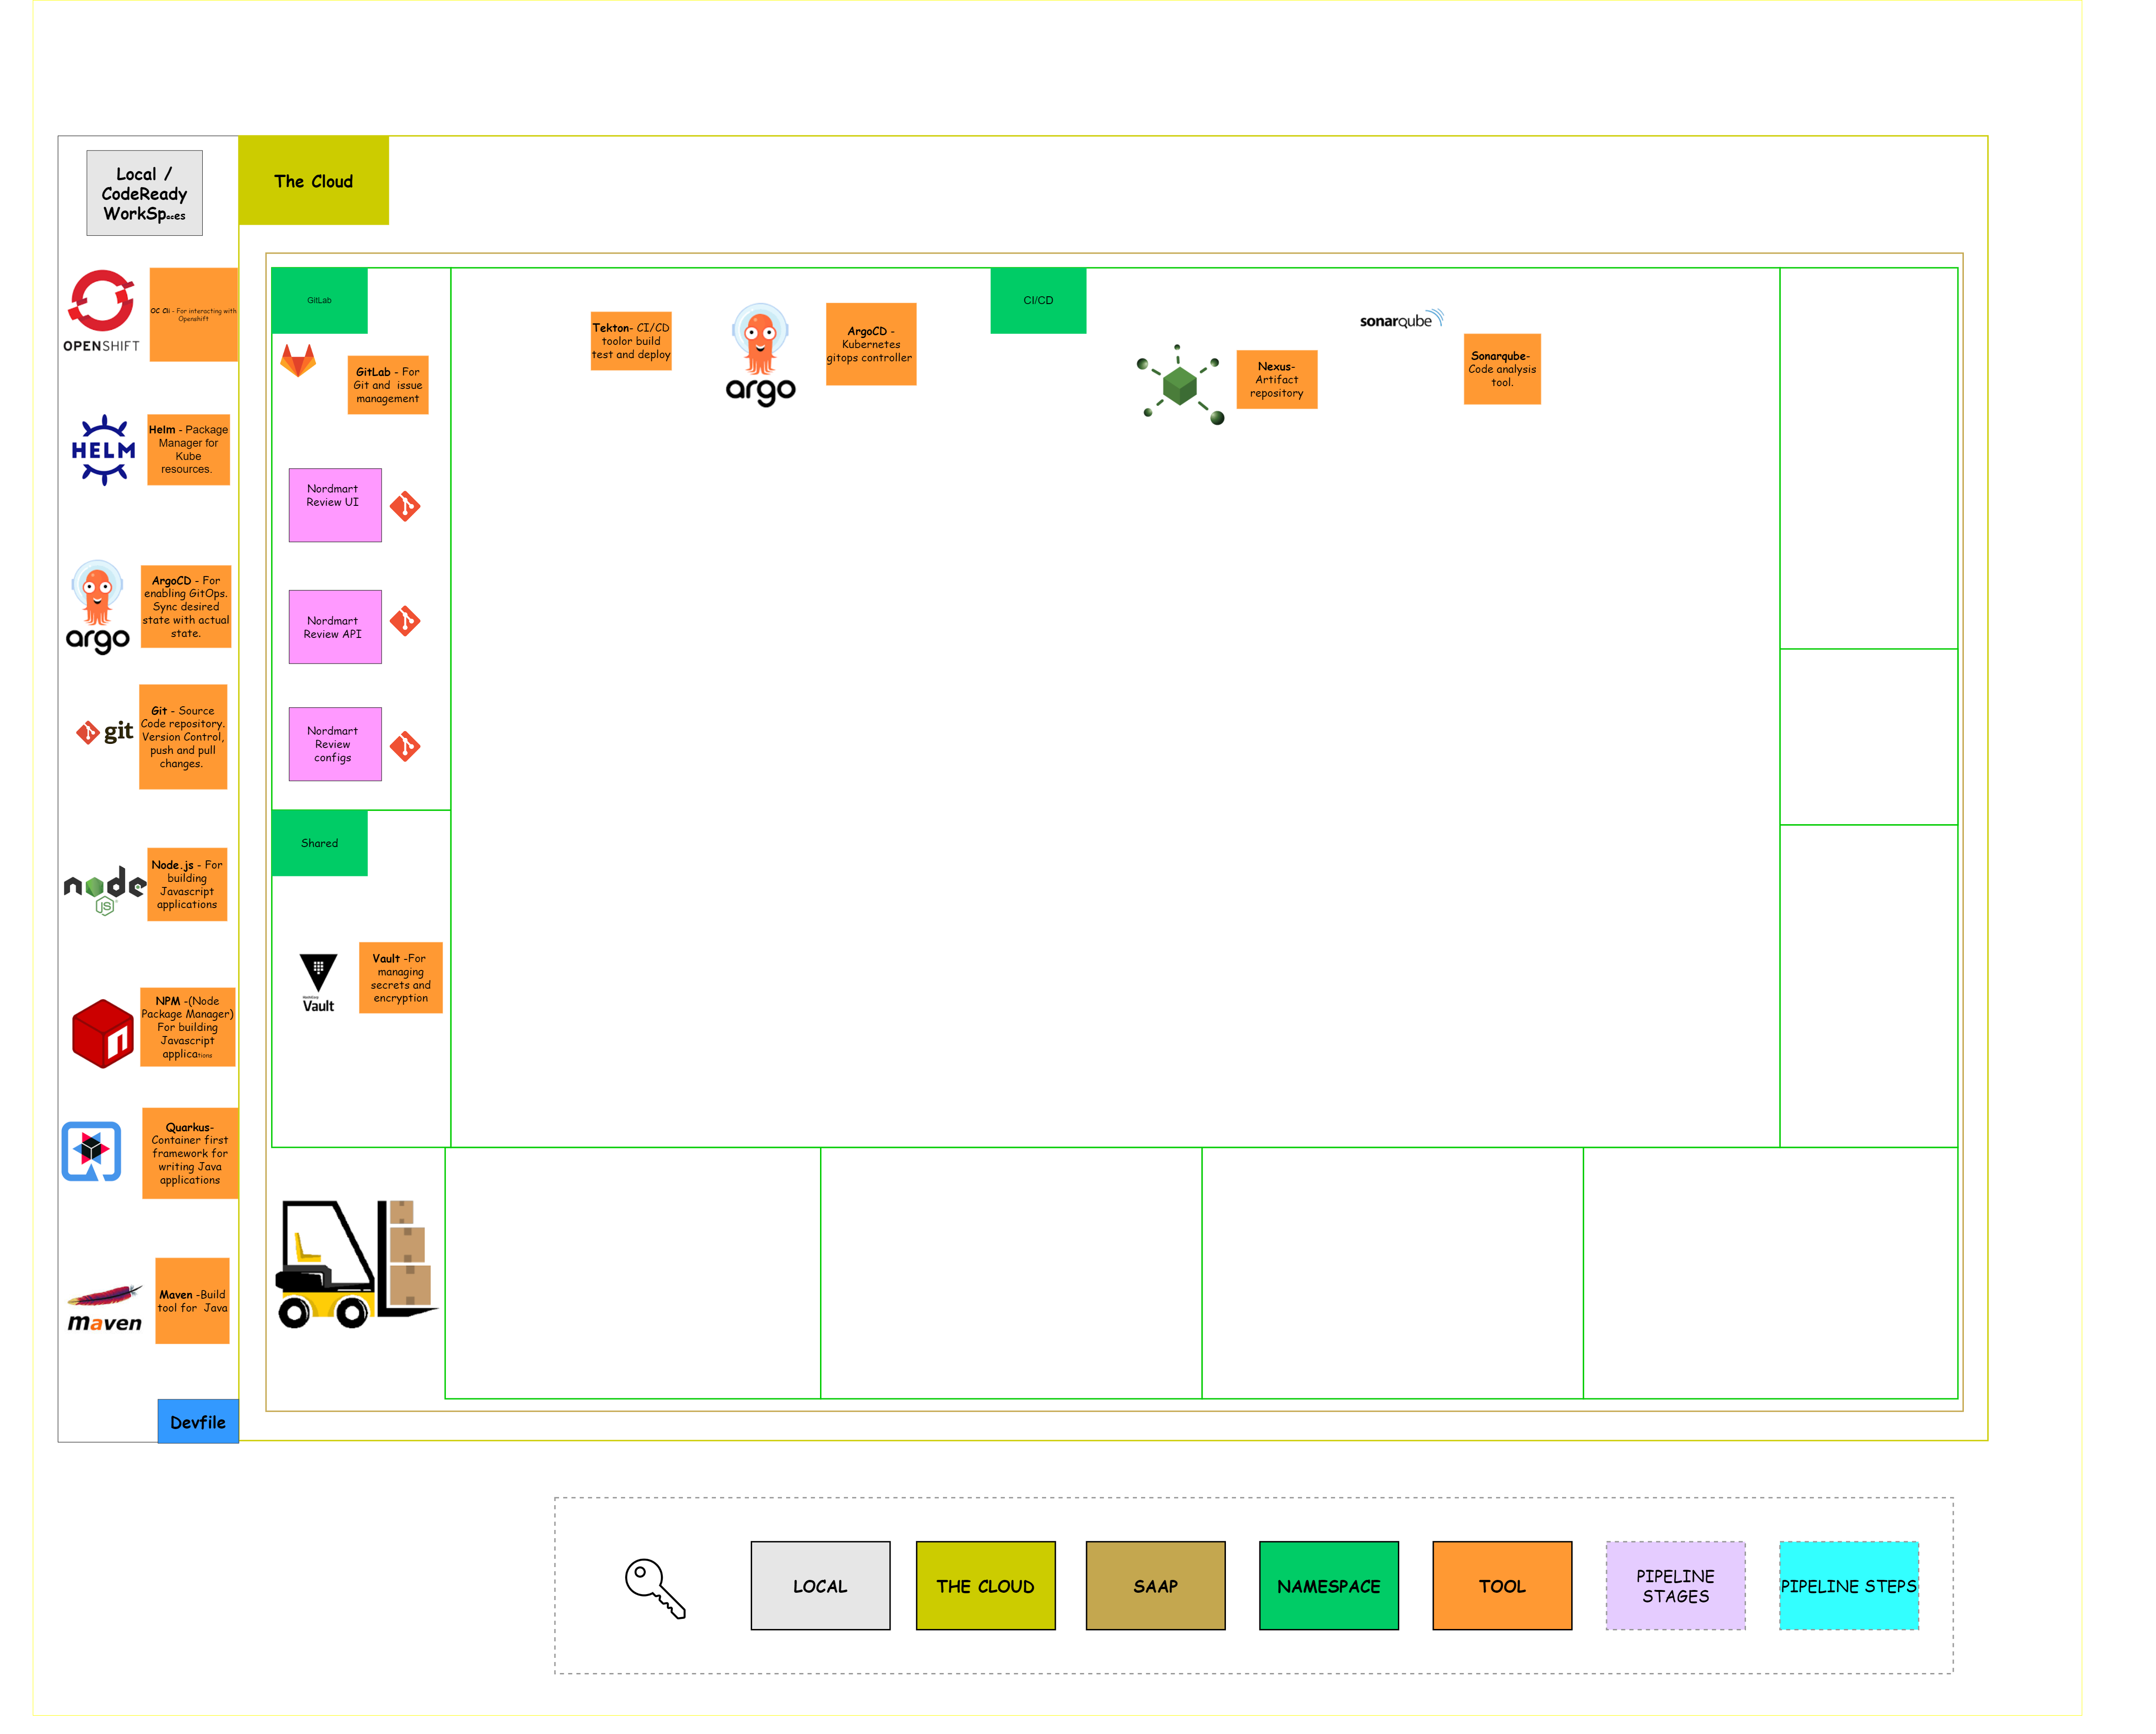 Local /
CodeReady
WorkSpaces
The Cloud
OPENSHIFT
OC Cli - For interacting with
Openshift
HELM
Helm - Package
Manager for
Kube
resources.
argo
ArgoCD - For
enabling GitOps.
Sync desired
state with actual
state.
git
Git - Source
Code repository.
Version Control,
push and pull
changes.
node
JS
Node.js - For
building
Javascript
applications
n
NPM -(Node
Package Manager)
For building
Javascript
applications
Quarkus-
Container first
framework for
writing Java
applications
maven
Maven -Build
tool for Java
Devfile
GitLab
GitLab - For
Git and issue
management
Nordmart
Review UI
Nordmart
Review API
Nordmart
Review
configs
Shared
Vault
Vault -For
managing
secrets and
encryption
CI/CD
Tekton- CI/CD
toolor build
test and deploy
argo
ArgoCD -
Kubernetes
gitops controller
Nexus-
Artifact
repository
sonarqube
Sonarqube-
Code analysis
tool.
LOCAL
THE CLOUD
SAAP
NAMESPACE
TOOL
PIPELINE
STAGES
PIPELINE STEPS